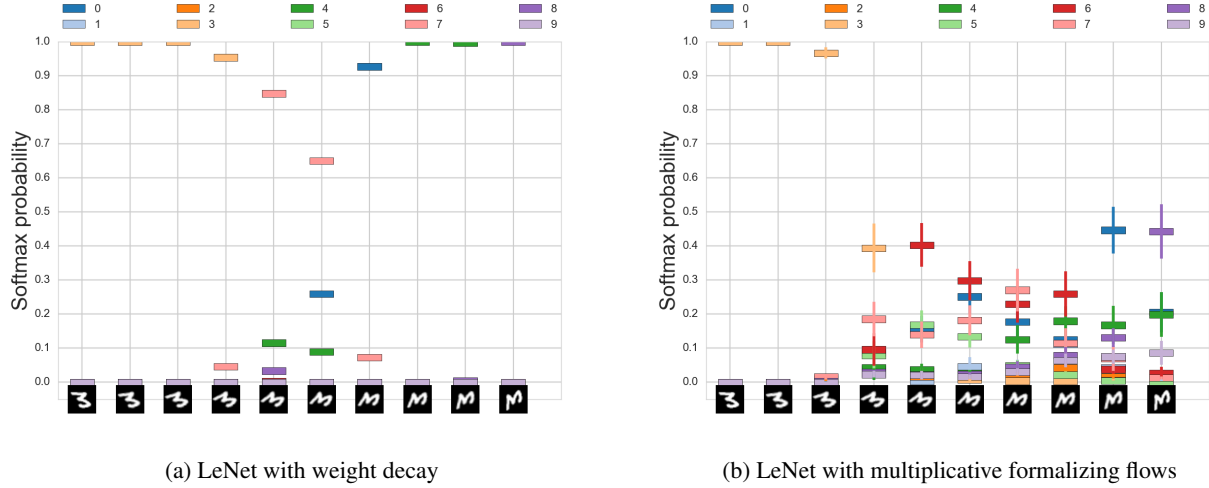 0 2 4 6 8
1 3 5 7 9
1.0
0.9
0.8
0.7
0.6
0.5
0.4
0.3
0.2
0.1
0.0
Softmax probability
(a) LeNet with weight decay
0 2 4 6 8
1 3 5 7 9
1.0
0.9
0.8
0.7
0.6
0.5
0.4
0.3
0.2
0.1
0.0
Softmax probability
(b) LeNet with multiplicative formalizing flows